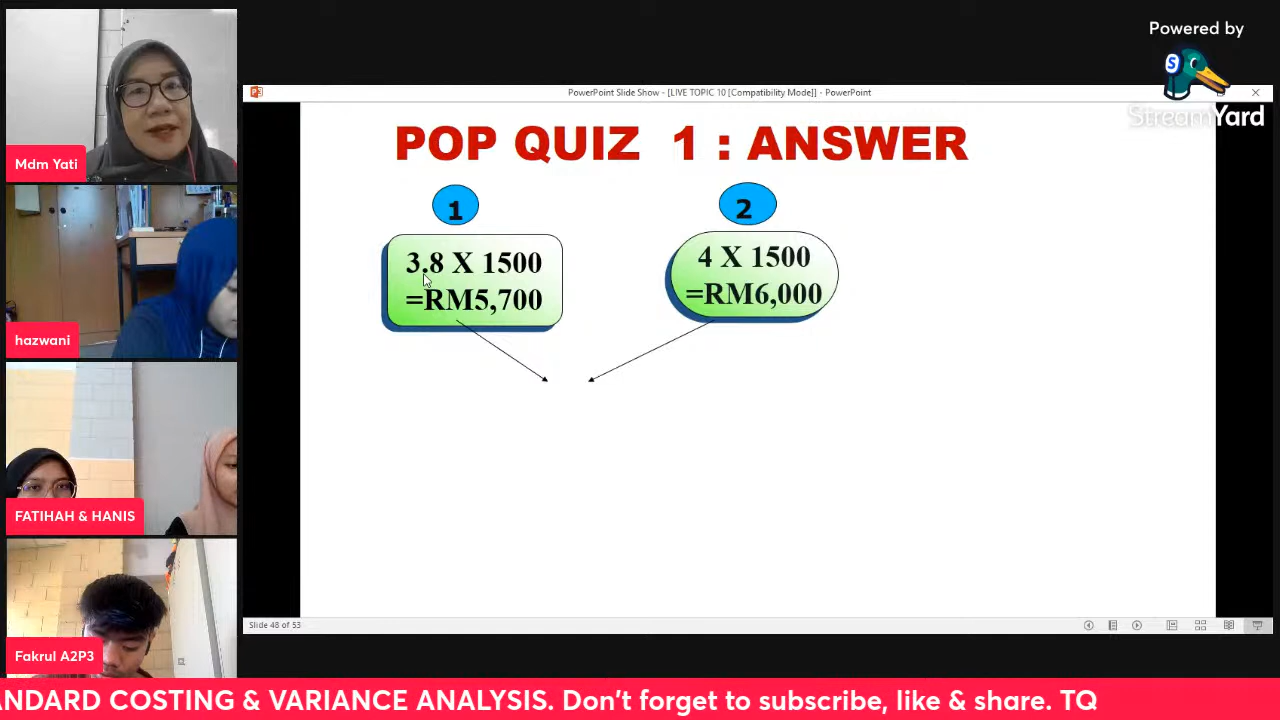 Powered by
StreamYard
PowerPoint Slide Show - [LIVE TOPIC 10 [Compatibility Mode]] - PowerPoint
POP QUIZ 1 : ANSWER
1
3.8 X 1500
=RM5,700
2
4 X 1500
=RM6,000
Slide 48 of 53
Mdm Yati
hazwani
FATIHAH & HANIS
Fakrul A2P3
ANDARD COSTING & VARIANCE ANALYSIS. Don't forget to subscribe, like & share. TQ